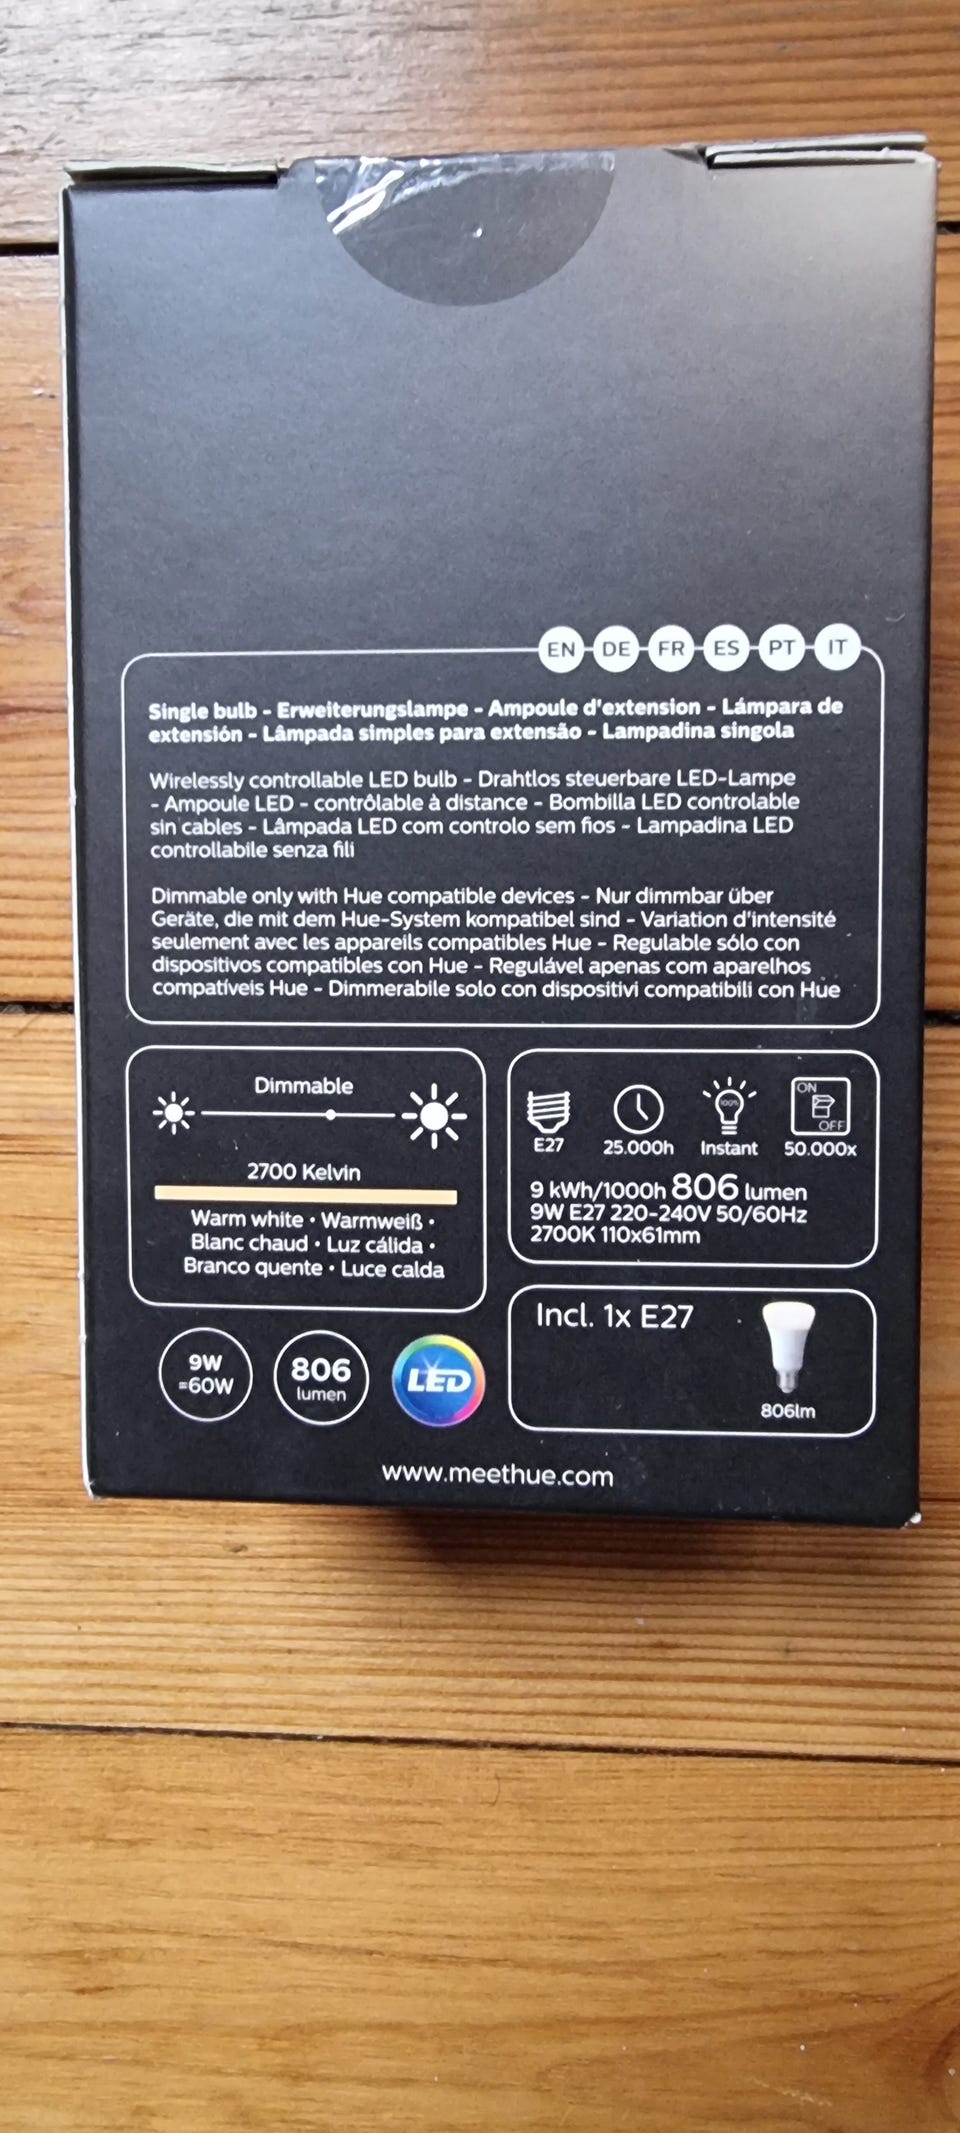 EN DE FR ES PT IT
Single bulb - Erweiterungslampe - Ampoule d'extension - Lámpara de
extensión - Lâmpada simples para extensão - Lampadina singola
Wirelessly controllable LED bulb - Drahtlos steuerbare LED-Lampe
- Ampoule LED - contrôlable à distance - Bombilla LED controlable
sin cables - Lâmpada LED com controlo sem fios - Lampadina LED
controllabile senza fili
Dimmable only with Hue compatible devices - Nur dimmbar über
Geräte, die mit dem Hue-System kompatibel sind - Variation d'intensité
seulement avec les appareils compatibles Hue - Regulable sólo con
dispositivos compatibles con Hue - Regulável apenas com aparelhos
compatíveis Hue - Dimmerabile solo con dispositivi compatibili con Hue
Dimmable
2700 Kelvin
Warm white • Warmweiß •
Blanc chaud • Luz cálida •
Branco quente • Luce calda
100%
ON
OFF
E27 25.000h Instant 50.000x
9 kWh/1000h 806 lumen
9W E27 220-240V 50/60Hz
2700K 110x61mm
Incl. 1x E27
806lm
9W
=60W
806
lumen
LED
www.meethue.com